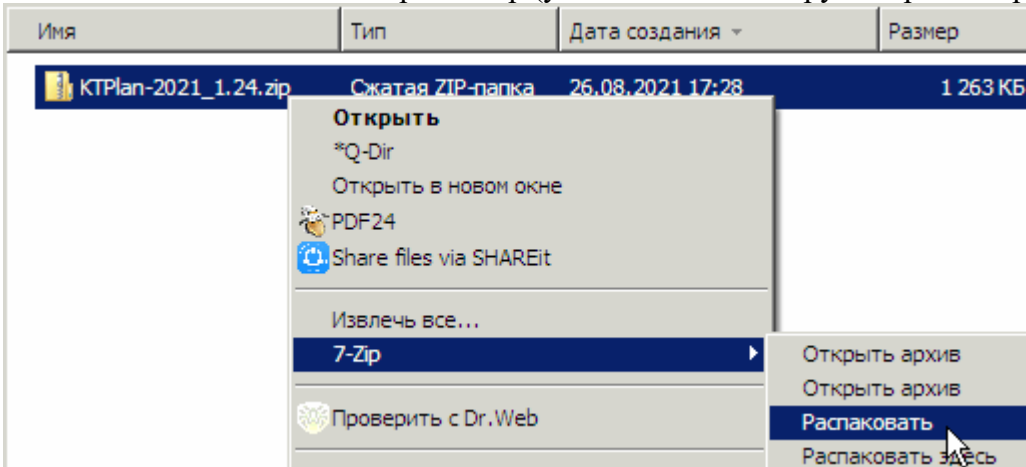 Имя Тип Дата создания Размер
KTPlan-2021_1.24.zip Сжатая ZIP-папка 26.08.2021 17:28 1 263 КБ
Открыть
*Q-Dir
Открыть в новом окне
PDF24
Share files via SHAREit
Извлечь все...
7-Zip
Открыть архив
Открыть архив
Проверить с Dr.Web
Распаковать
Распаковать здесь